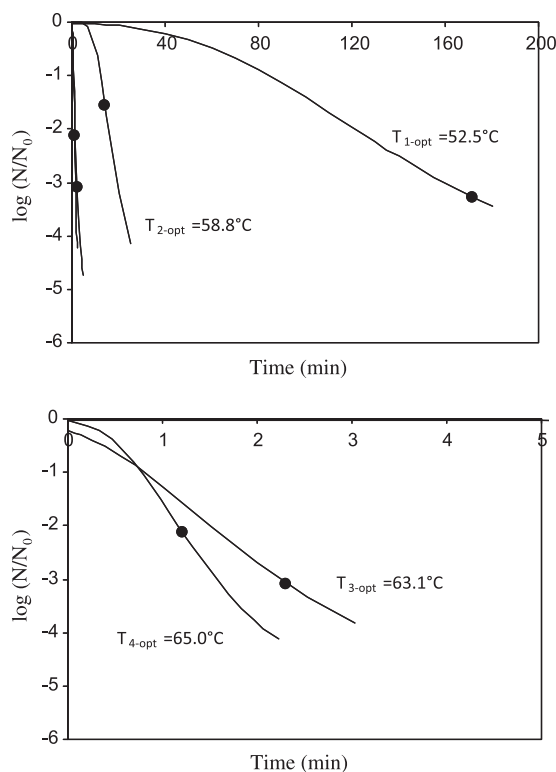 0
0 40 80 120 160 200
-1
-2
-3
-4
-5
-6
log (N/N0)
T1-opt =52.5°C
T2-opt =58.8°C
Time (min)
0
0 1 2 3 4 5
-1
-2
-3
-4
-5
-6
log (N/N0)
T3-opt =63.1°C
T4-opt =65.0°C
Time (min)